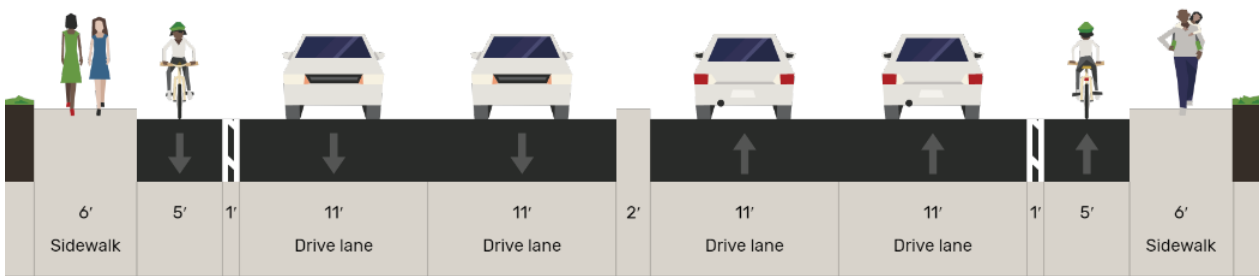 6′ 5′ 1′ 11′ 11′ 2′ 11′ 11′ 1′ 5′ 6′
Sidewalk Drive lane Drive lane Drive lane Drive lane Sidewalk